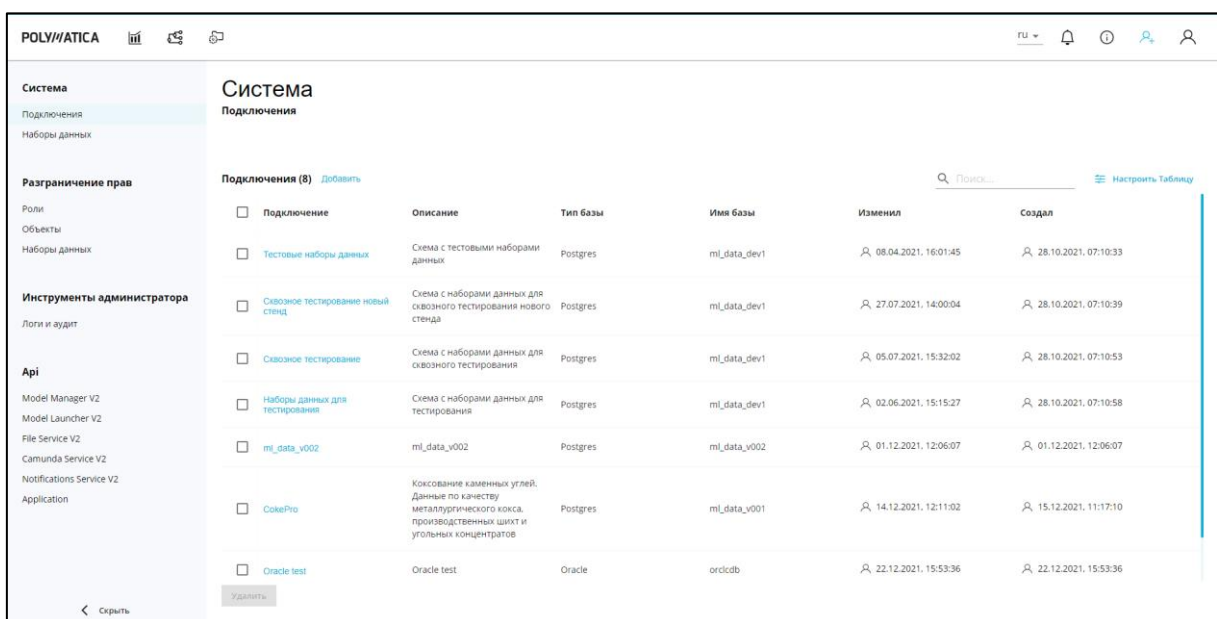 POLYMATICA
ru
Система
Подключения
Наборы данных
Разграничение прав
Роли
Объекты
Наборы данных
Инструменты администратора
Логи и аудит
Api
Model Manager V2
Model Launcher V2
File Service V2
Camunda Service V2
Notifications Service V2
Application
Скрыть
Система
Подключения
Подключения (8) Добавить
Поиск...
Настроить Таблицу
Подключение Описание Тип базы Имя базы Изменил Создал
Тестовые наборы данных
Схема с тестовыми наборами
данных
Postgres ml_data_dev1 08.04.2021, 16:01:45 28.10.2021, 07:10:33
Сквозное тестирование новый
стенд
Схема с наборами данных для
сквозного тестирования нового
стенда
Postgres ml_data_dev1 27.07.2021, 14:00:04 28.10.2021, 07:10:39
Сквозное тестирование
Схема с наборами данных для
сквозного тестирования
Postgres ml_data_dev1 05.07.2021, 15:32:02 28.10.2021, 07:10:53
Наборы данных для
тестирования
Схема с наборами данных для
тестирования
Postgres ml_data_dev1 02.06.2021, 15:15:27 28.10.2021, 07:10:58
ml_data_v002 ml_data_v002 Postgres ml_data_v002 01.12.2021, 12:06:07 01.12.2021, 12:06:07
CokePro
Коксование каменных углей.
Данные по качеству
металлургического кокса,
производственных шихт и
угольных концентратов
Postgres ml_data_v001 14.12.2021, 12:11:02 15.12.2021, 11:17:10
Oracle test Oracle test Oracle orclcdb 22.12.2021, 15:53:36 22.12.2021, 15:53:36
Удалить